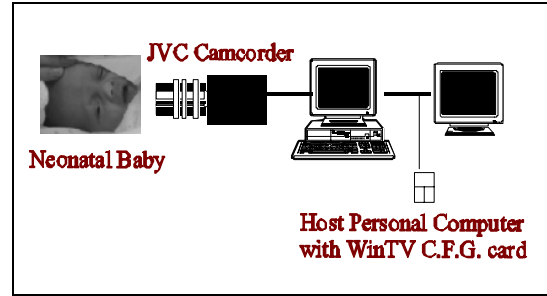 JVC Camcorder
Neonatal Baby
Host Personal Computer
with WinTV C.F.G. card